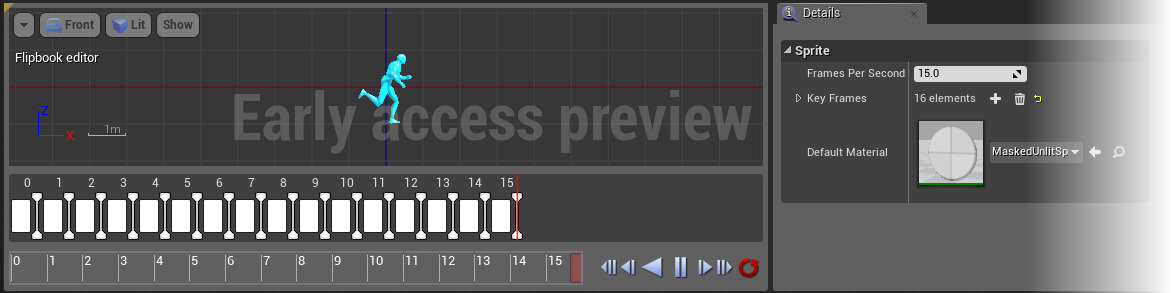 Front Lit Show
Flipbook editor
Early access preview
Z
X
1m
0 1 2 3 4 5 6 7 8 9 10 11 12 13 14 15
0 1 2 3 4 5 6 7 8 9 10 11 12 13 14 15
Details
Sprite
Frames Per Second 15.0
Key Frames 16 elements
Default Material MaskedUnlitSp